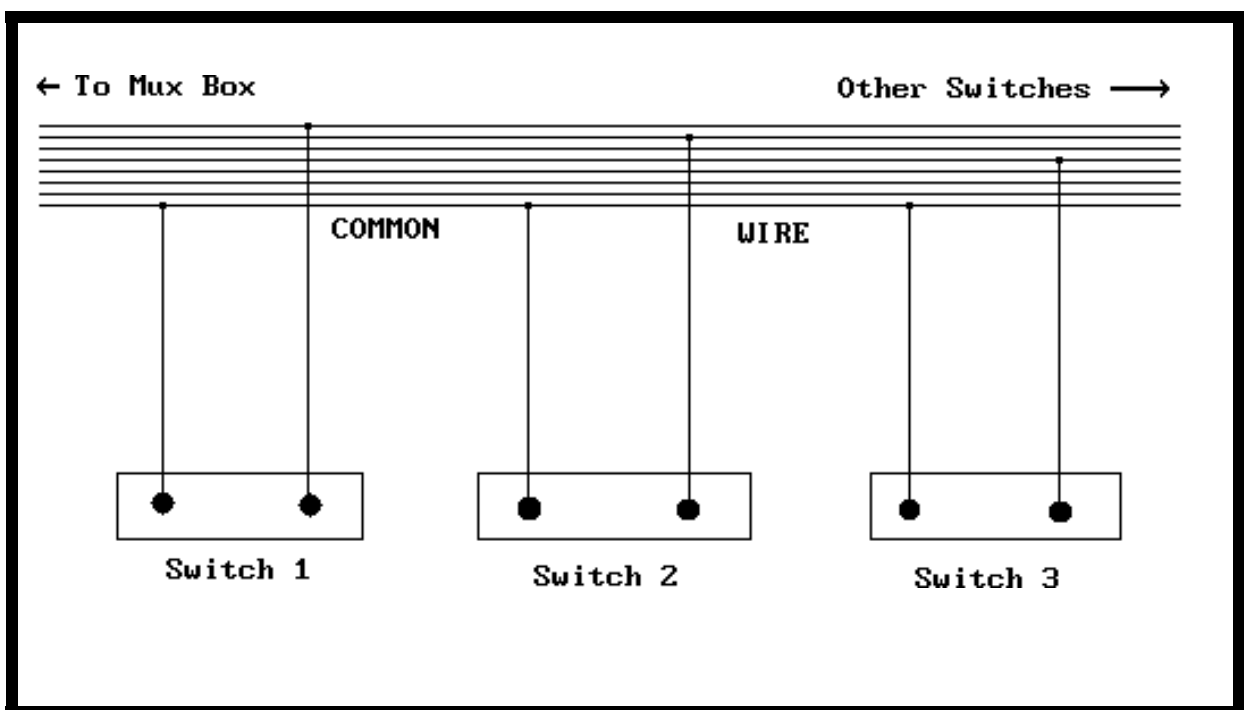 ← To Mux Box
Other Switches →
COMMON
WIRE
Switch 1
Switch 2
Switch 3